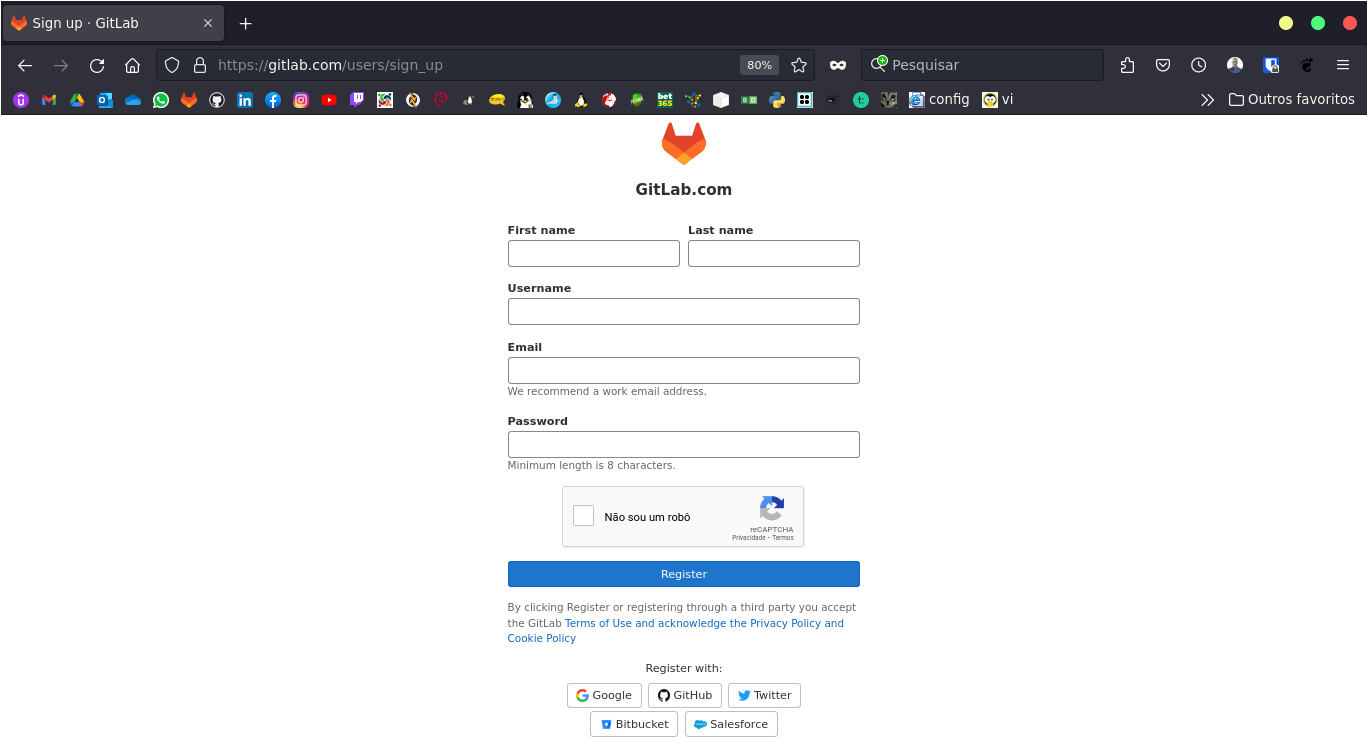 Sign up · GitLab
https://gitlab.com/users/sign_up
80%
Pesquisar
bet365
config
vi
Outros favoritos
GitLab.com
First name
Last name
Username
Email
We recommend a work email address.
Password
Minimum length is 8 characters.
Não sou um robô
reCAPTCHA
Privacidade - Termos
Register
By clicking Register or registering through a third party you accept
the GitLab Terms of Use and acknowledge the Privacy Policy and
Cookie Policy
Register with:
Google GitHub Twitter
Bitbucket Salesforce